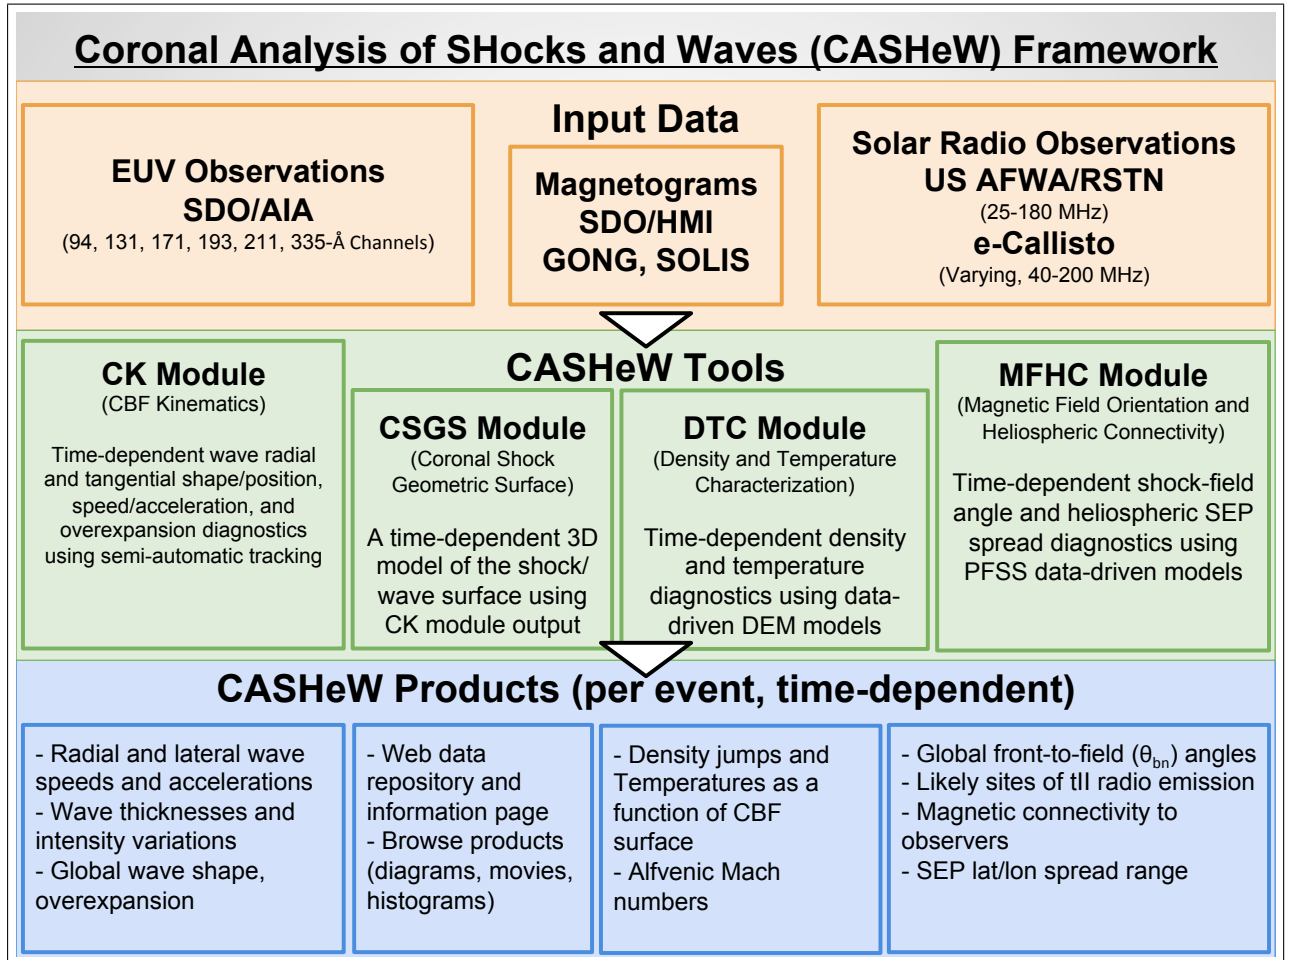 Coronal Analysis of SHocks and Waves (CASHeW) Framework
Input Data
EUV Observations
SDO/AIA
(94, 131, 171, 193, 211, 335-Å Channels)
Magnetograms
SDO/HMI
GONG, SOLIS
Solar Radio Observations
US AFWA/RSTN
(25-180 MHz)
e-Callisto
(Varying, 40-200 MHz)
CASHeW Tools
CK Module
(CBF Kinematics)
Time-dependent wave radial
and tangential shape/position,
speed/acceleration, and
overexpansion diagnostics
using semi-automatic tracking
CSGS Module
(Coronal Shock
Geometric Surface)
A time-dependent 3D
model of the shock/
wave surface using
CK module output
DTC Module
(Density and Temperature
Characterization)
Time-dependent density
and temperature
diagnostics using data-
driven DEM models
MFHC Module
(Magnetic Field Orientation and
Heliospheric Connectivity)
Time-dependent shock-field
angle and heliospheric SEP
spread diagnostics using
PFSS data-driven models
CASHeW Products (per event, time-dependent)
- Radial and lateral wave
speeds and accelerations
- Wave thicknesses and
intensity variations
- Global wave shape,
overexpansion
- Web data
repository and
information page
- Browse products
(diagrams, movies,
histograms)
- Density jumps and
Temperatures as a
function of CBF
surface
- Alfvenic Mach
numbers
- Global front-to-field (θbn) angles
- Likely sites of tII radio emission
- Magnetic connectivity to
observers
- SEP lat/lon spread range